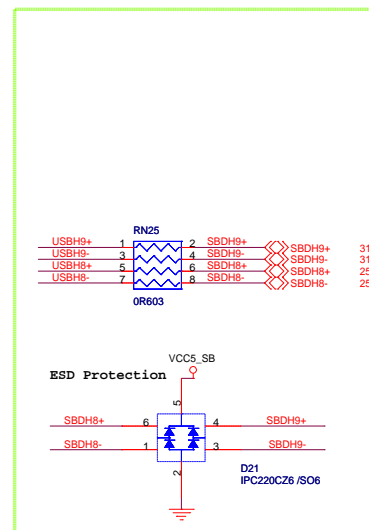 RN25
USBH9+ 1 2 SBDH9+ SBDH9+ 31
USBH9- 3 4 SBDH9- SBDH9- 31
USBH8+ 5 6 SBDH8+ SBDH8+ 25
USBH8- 7 8 SBDH8- SBDH8- 25
0R603
VCC5_SB
ESD Protection
5
SBDH8+ 6 4 SBDH9+
SBDH8- 1 3 SBDH9-
2
D21
IPC220CZ6 /SO6